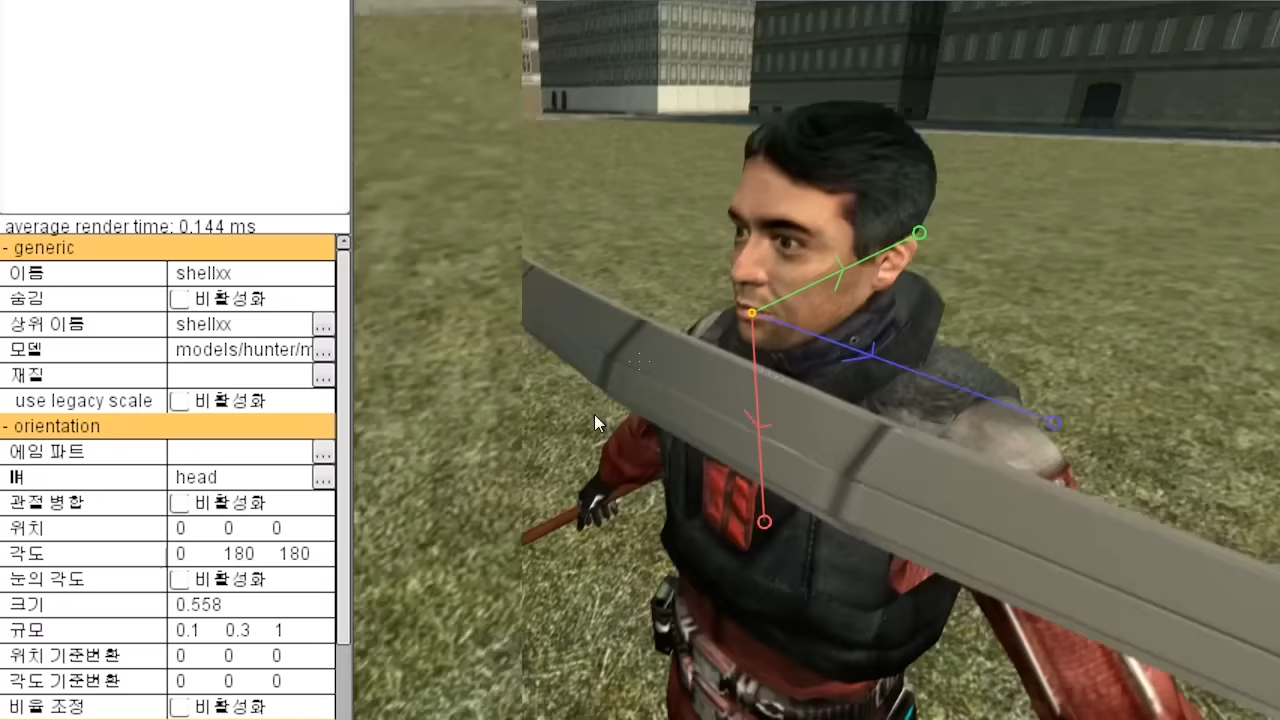 average render time: 0.144 ms
- generic
이름 shellxx
숨김 비활성화
상위 이름 shellxx ...
모델 models/hunter/m ...
재질 ...
use legacy scale 비활성화
- orientation
에임 파트 ...
뼈 head ...
관절 병합 비활성화
위치 0 0 0
각도 0 180 180
눈의 각도 비활성화
크기 0.558
규모 0.1 0.3 1
위치 기준변환 0 0 0
각도 기준변환 0 0 0
비율 조정 비활성화